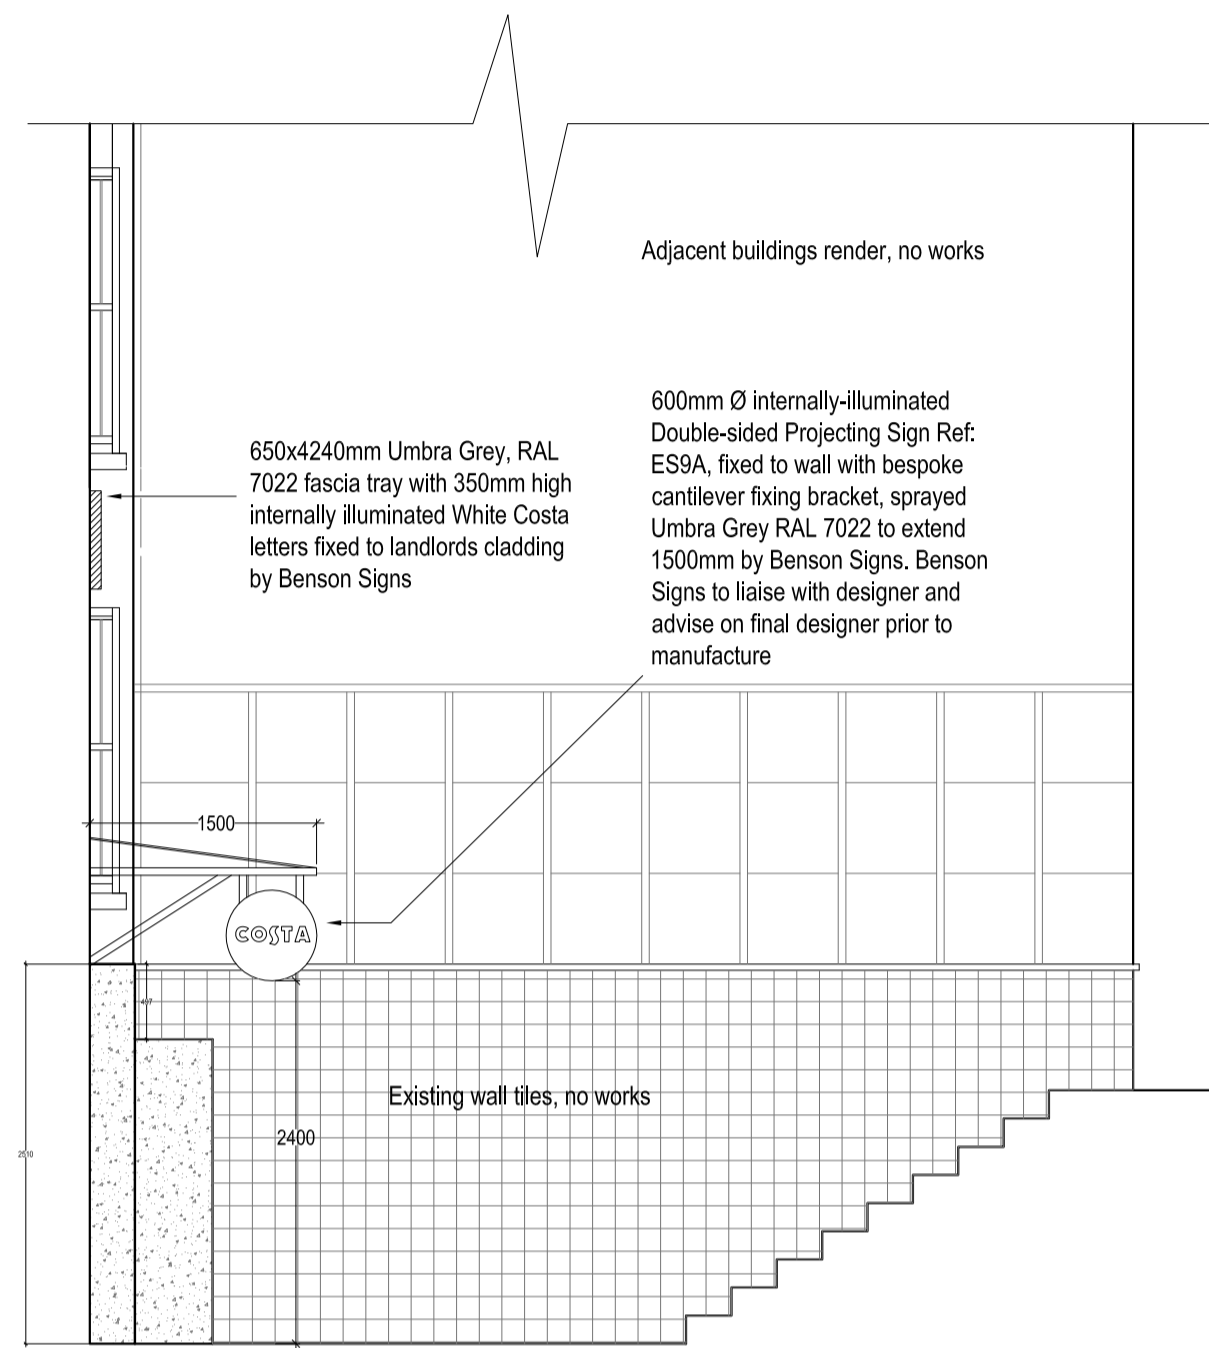 Adjacent buildings render, no works
600mm Ø internally-illuminated
Double-sided Projecting Sign Ref:
ES9A, fixed to wall with bespoke
cantilever fixing bracket, sprayed
Umbra Grey RAL 7022 to extend
1500mm by Benson Signs. Benson
Signs to liaise with designer and
advise on final designer prior to
manufacture
650x4240mm Umbra Grey, RAL
7022 fascia tray with 350mm high
internally illuminated White Costa
letters fixed to landlords cladding
by Benson Signs
1500
COSTA
Existing wall tiles, no works
2400
2510